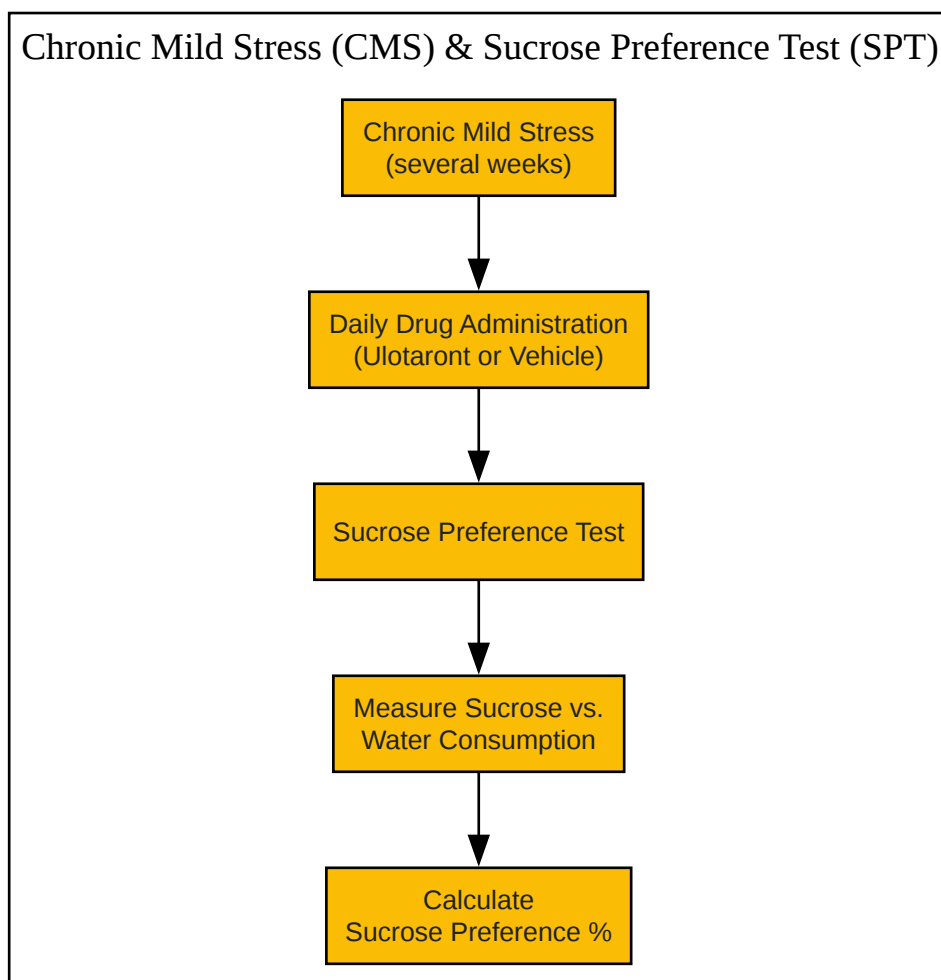 Chronic Mild Stress (CMS) & Sucrose Preference Test (SPT)
Chronic Mild Stress
(several weeks)
Daily Drug Administration
(Ulotaront or Vehicle)
Sucrose Preference Test
Measure Sucrose vs.
Water Consumption
Calculate
Sucrose Preference %